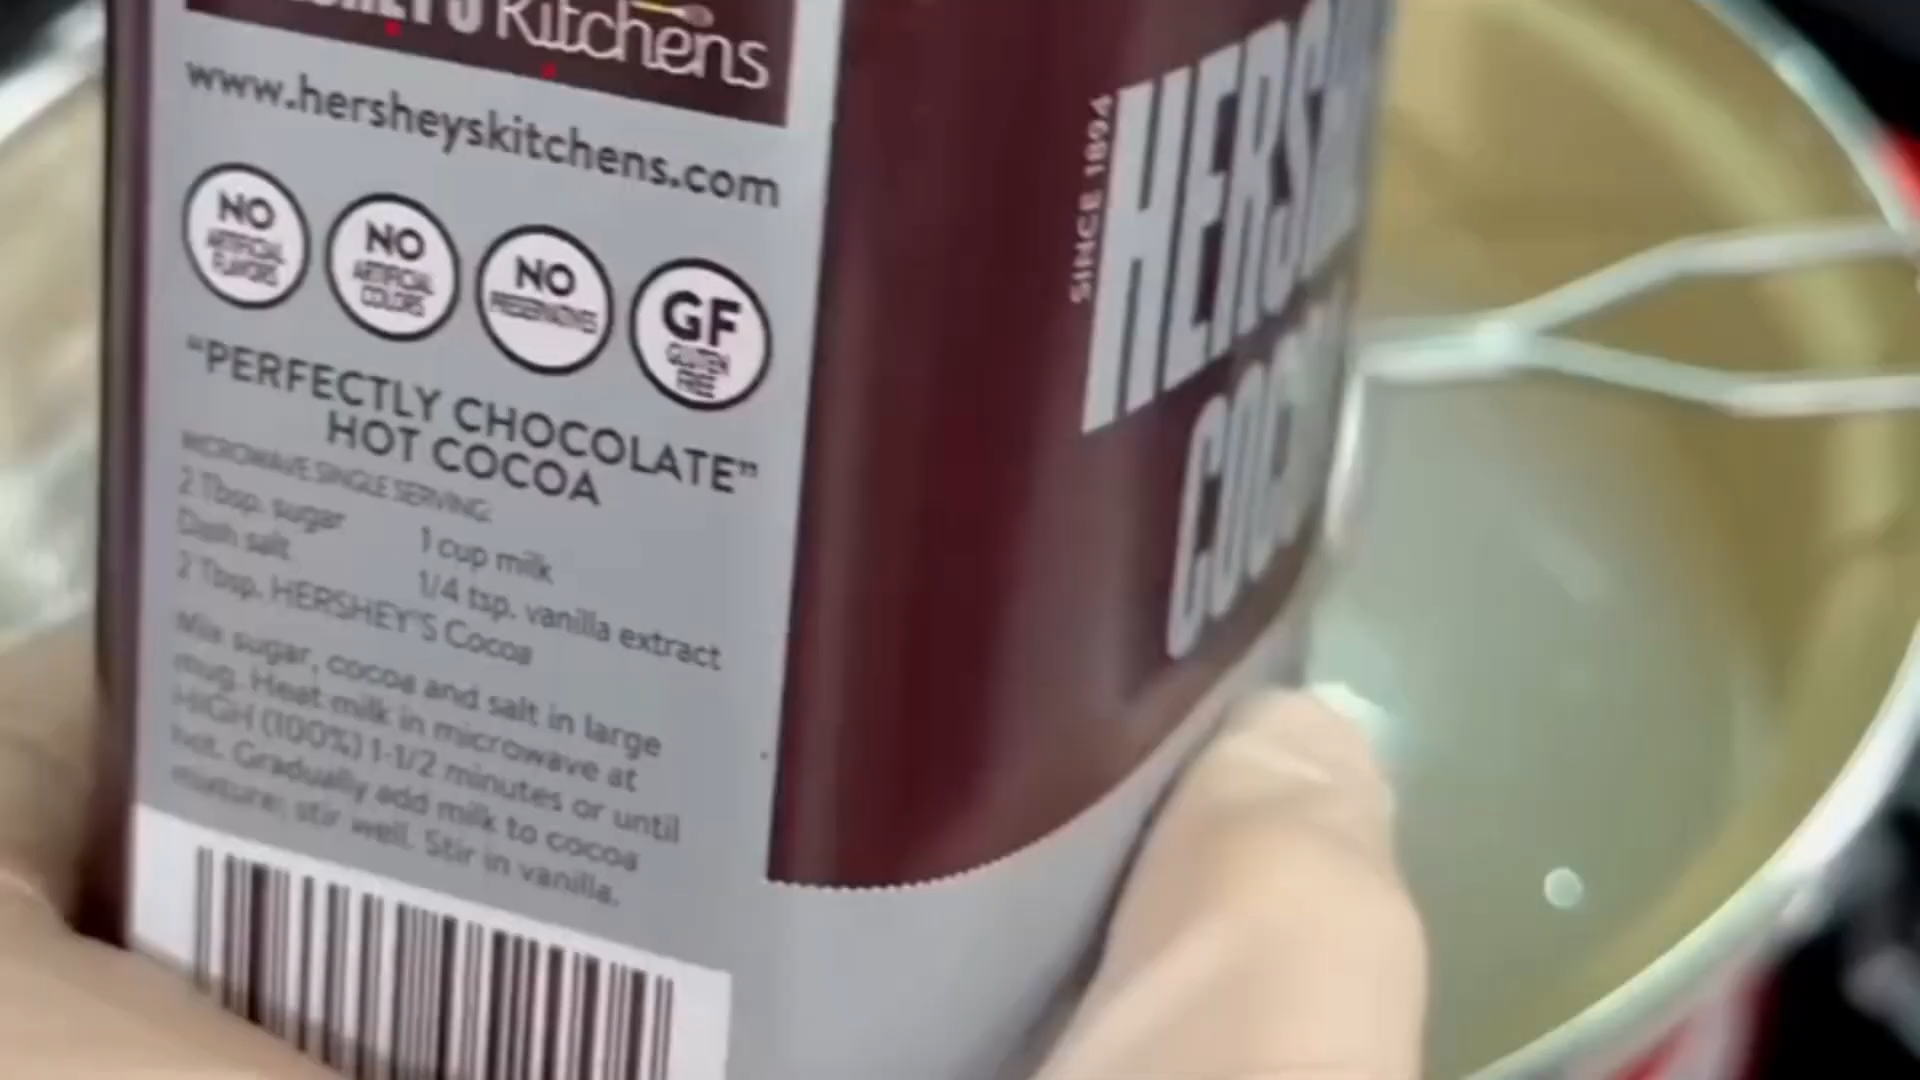 Kitchens
www.hersheyskitchens.com
NO
ARTIFICIAL
FLAVORS
NO
ARTIFICIAL
COLORS
NO
PRESERVATIVES
GF
GLUTEN
FREE
“PERFECTLY CHOCOLATE”
HOT COCOA
MICROWAVE SINGLE SERVING:
2 Tbsp. sugar
Dash salt
2 Tbsp. HERSHEY'S Cocoa
1 cup milk
1/4 tsp. vanilla extract
Mix sugar, cocoa and salt in large
mug. Heat milk in microwave at
HIGH (100%) 1-1/2 minutes or until
hot. Gradually add milk to cocoa
mixture; stir well. Stir in vanilla.
SINCE 1894
HERSH
COC